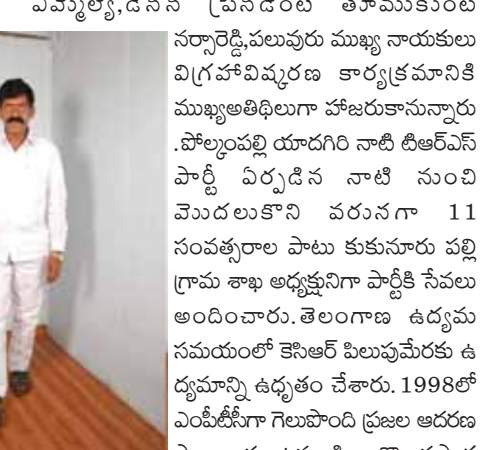 నర్సారెడ్డి,పలువురు ముఖ్య నాయకులు
విగ్రహావిష్కరణ కార్యక్రమానికి
ముఖ్యఅతిథిలుగా హాజరుకానున్నారు
.పోల్కంపల్లి యాదగిరి నాటి టిఆర్ఎస్
పార్టీ ఏర్పడిన నాటి నుంచి
మొదలుకొని వరుసగా 11
సంవత్సరాల పాటు కుకునూరు పల్లి
గ్రామ శాఖ అధ్యక్షునిగా పార్టీకి సేవలు
అందించారు.తెలంగాణ ఉద్యమ
సమయంలో కెసిఆర్ పిలుపుమేరకు ఉ
ద్యమాన్ని ఉధృతం చేశారు.1998లో
ఎంపీటీసీగా గెలుపొంది ప్రజల ఆదరణ